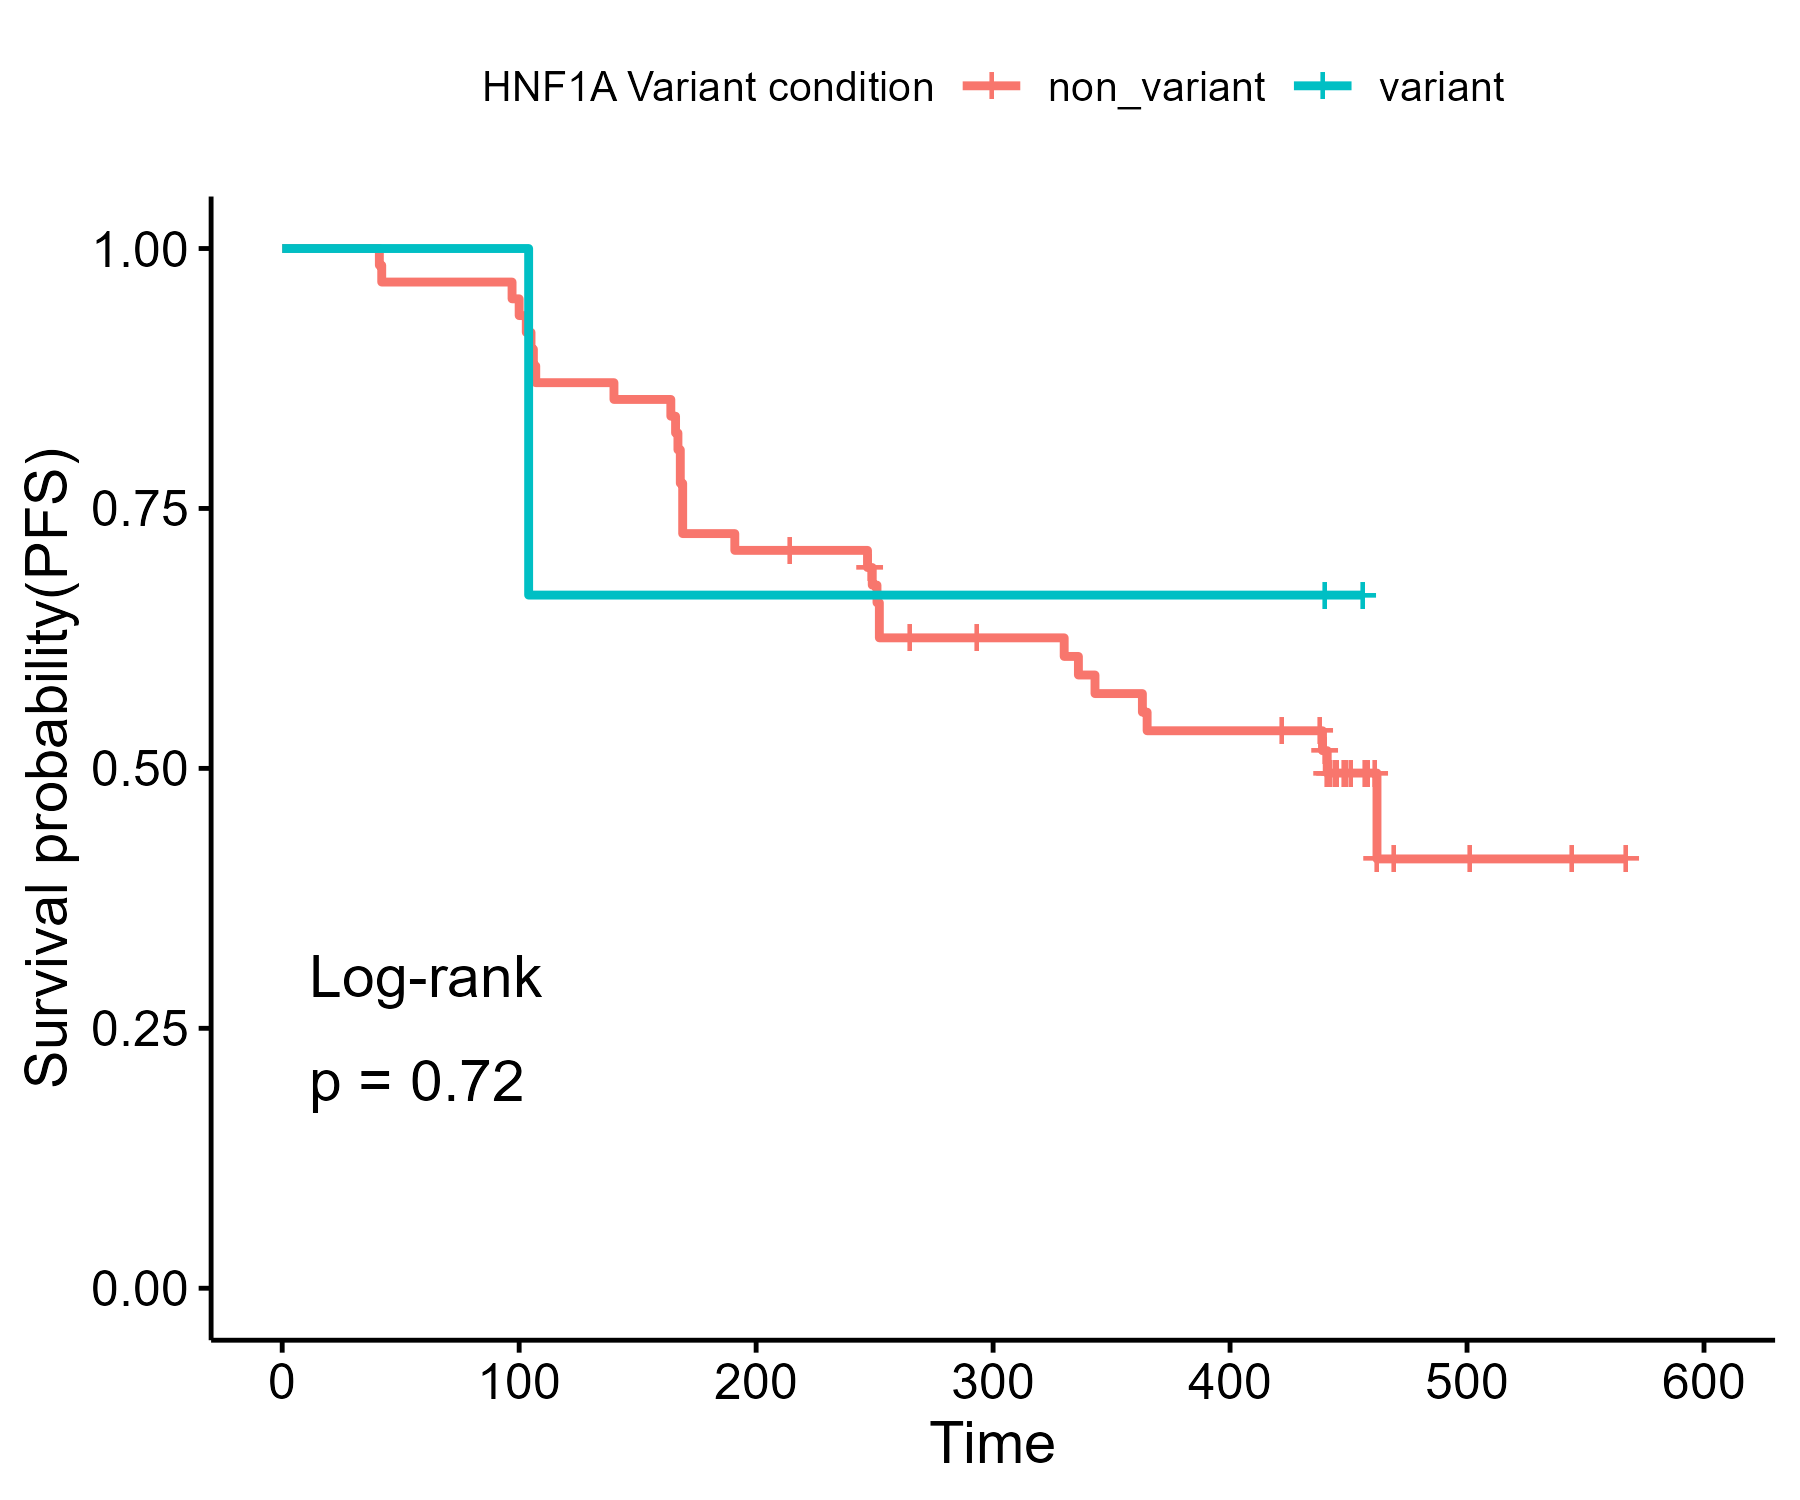 HNF1A Variant condition non_variant variant
Survival probability(PFS)
1.00
0.75
0.50
0.25
0.00
Log-rank
p = 0.72
0 100 200 300 400 500 600
Time